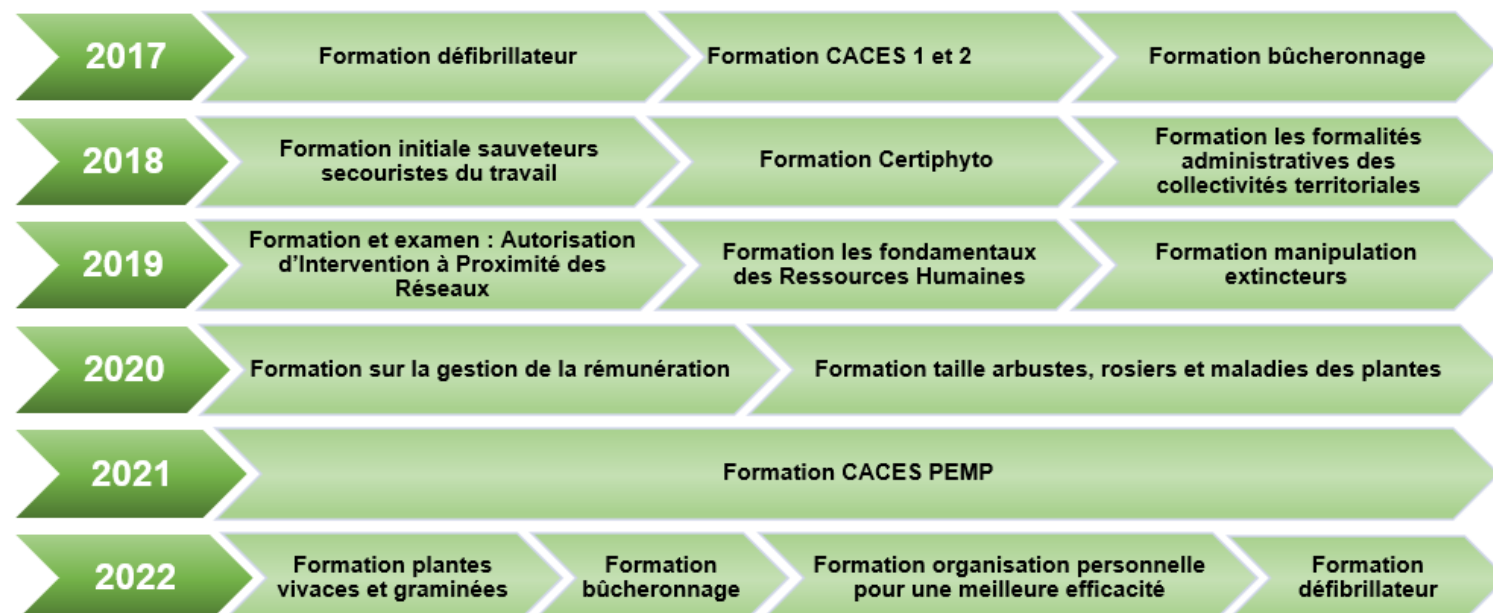 2017
Formation défibrillateur
Formation CACES 1 et 2
Formation bûcheronnage
2018
Formation initiale sauveteurs
secouristes du travail
Formation Certiphyto
Formation les formalités
administratives des
collectivités territoriales
2019
Formation et examen : Autorisation
d’Intervention à Proximité des
Réseaux
Formation les fondamentaux
des Ressources Humaines
Formation manipulation
extincteurs
2020
Formation sur la gestion de la rémunération
Formation taille arbustes, rosiers et maladies des plantes
2021
Formation CACES PEMP
2022
Formation plantes
vivaces et graminées
Formation
bûcheronnage
Formation organisation personnelle
pour une meilleure efficacité
Formation
défibrillateur